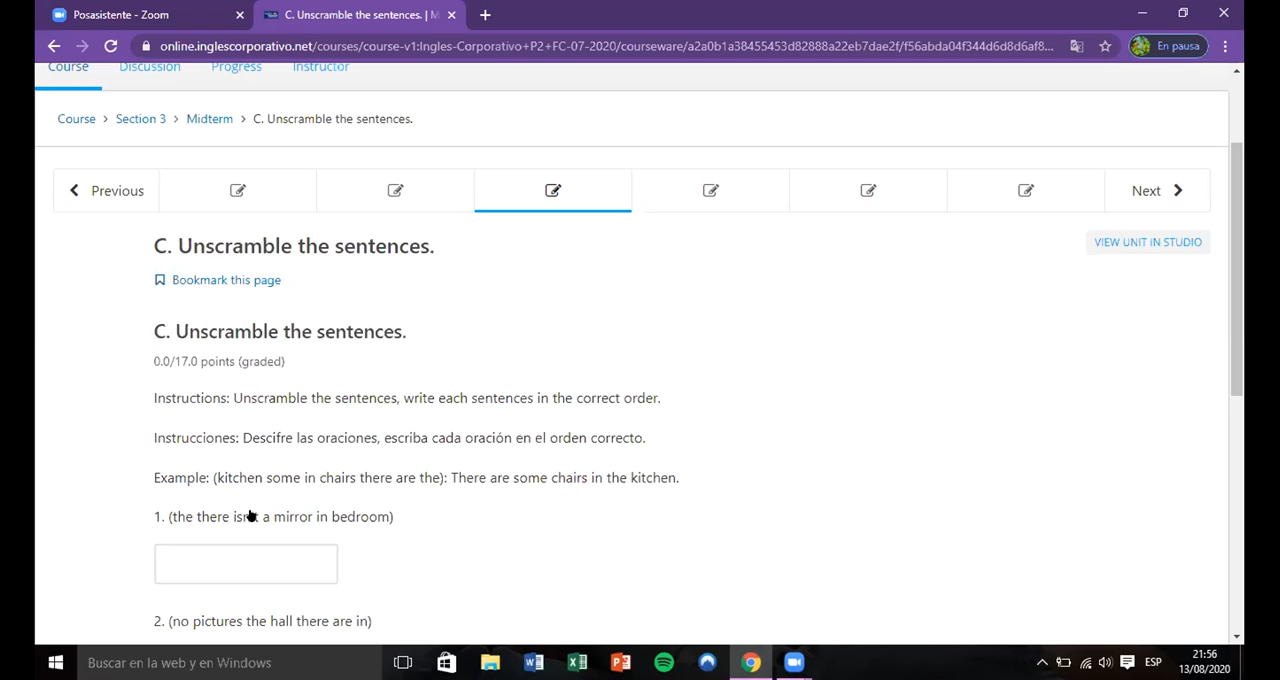 Posasistente - Zoom
C. Unscramble the sentences. | M
online.inglescorporativo.net/courses/course-v1:Ingles-Corporativo+P2+FC-07-2020/courseware/a2a0b1a38455453d82888a22eb7dae2f/f56abda04f344d6d8d6af8...
En pausa
Course Discussion Progress Instructor
Course > Section 3 > Midterm > C. Unscramble the sentences.
Previous
Next
C. Unscramble the sentences.
VIEW UNIT IN STUDIO
Bookmark this page
C. Unscramble the sentences.
0.0/17.0 points (graded)
Instructions: Unscramble the sentences, write each sentences in the correct order.
Instrucciones: Descifre las oraciones, escriba cada oración en el orden correcto.
Example: (kitchen some in chairs there are the): There are some chairs in the kitchen.
1. (the there isn't a mirror in bedroom)
2. (no pictures the hall there are in)
Buscar en la web y en Windows
ESP
21:56
13/08/2020